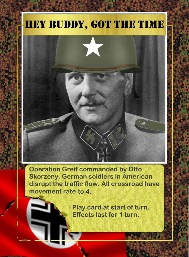 HEY BUDDY, GOT THE TIME
Operation Greif commanded by Otto
Skorzeny. German soldiers in American
disrupt the traffic flow. All crossroad have
movement rate to 4.
Play card at start of turn.
Effects last for 1 turn.